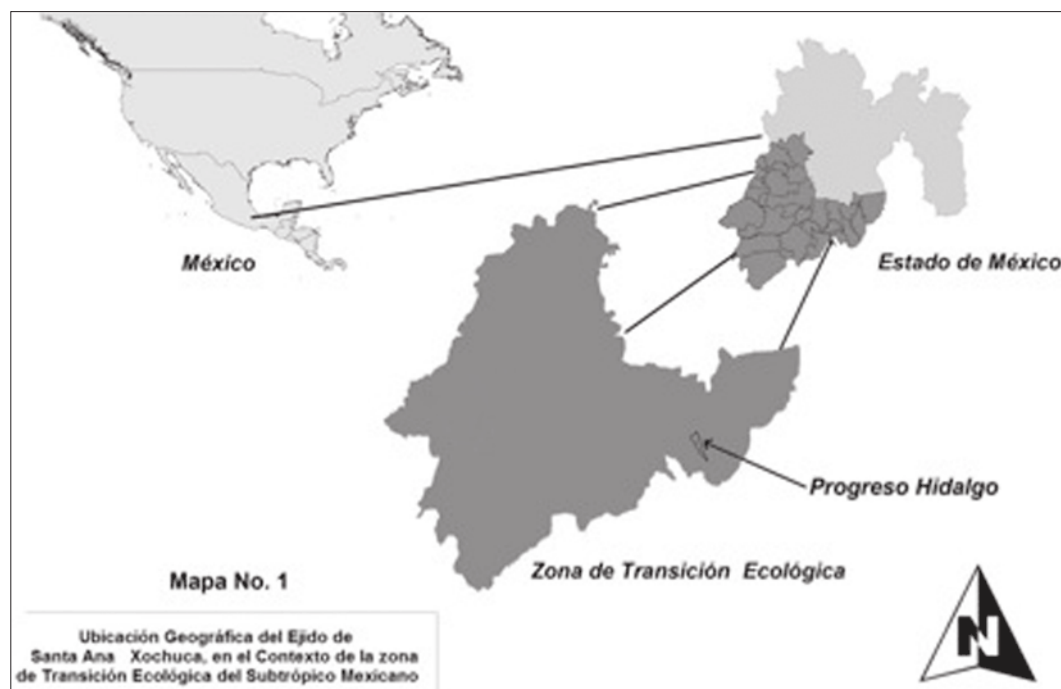 México
Estado de México
Progreso Hidalgo
Zona de Transición Ecológica
Mapa No. 1
Ubicación Geográfica del Ejido de
Santa Ana Xochuca, en el Contexto de la zona
de Transición Ecológica del Subtrópico Mexicano
N